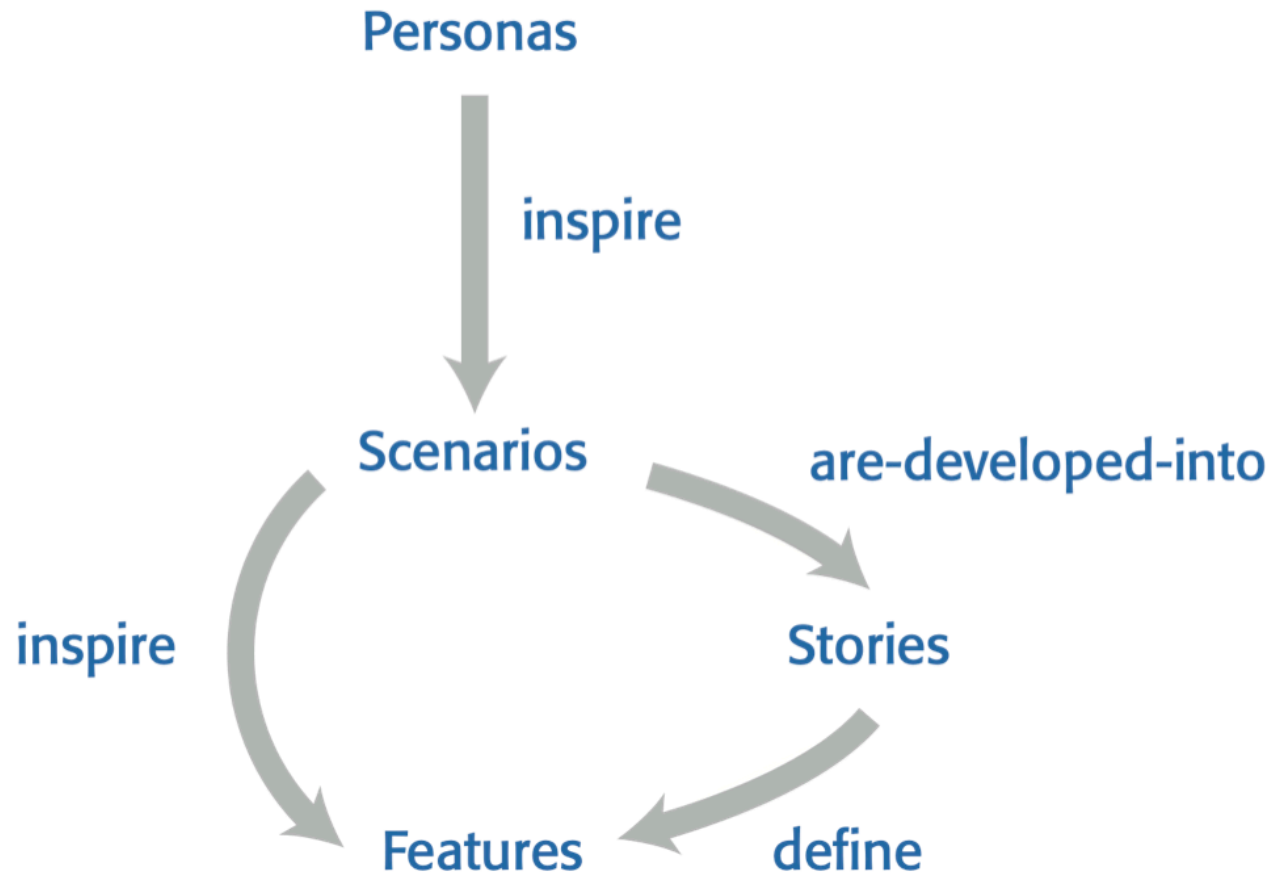 Personas
inspire
Scenarios
are-developed-into
inspire
Stories
Features
define